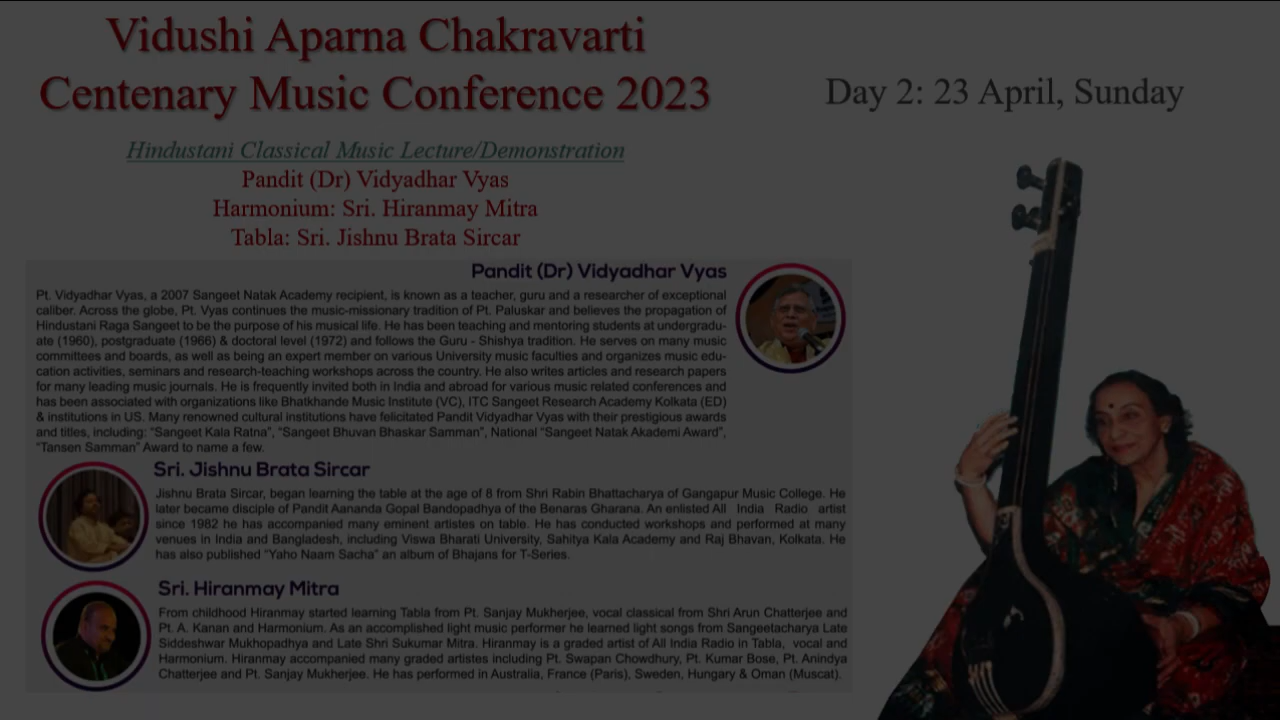 Vidushi Aparna Chakravarti
Centenary Music Conference 2023
Day 2: 23 April, Sunday
Hindustani Classical Music Lecture/Demonstration
Pandit (Dr) Vidyadhar Vyas
Harmonium: Sri. Hiranmay Mitra
Tabla: Sri. Jishnu Brata Sircar
Pandit (Dr) Vidyadhar Vyas
Pt. Vidyadhar Vyas, a 2007 Sangeet Natak Academy recipient, is known as a teacher, guru and a researcher of exceptional
caliber. Across the globe, Pt. Vyas continues the music-missionary tradition of Pt. Paluskar and believes the propagation of
Hindustani Raga Sangeet to be the purpose of his musical life. He has been teaching and mentoring students at undergradu-
ate (1960), postgraduate (1966) & doctoral level (1972) and follows the Guru - Shishya tradition. He serves on many music
committees and boards, as well as being an expert member on various University music faculties and organizes music edu-
cation activities, seminars and research-teaching workshops across the country. He also writes articles and research papers
for many leading music journals. He is frequently invited both in India and abroad for various music related conferences and
has been associated with organizations like Bhatkhande Music Institute (VC), ITC Sangeet Research Academy Kolkata (ED)
& institutions in US. Many renowned cultural institutions have felicitated Pandit Vidyadhar Vyas with their prestigious awards
and titles, including: “Sangeet Kala Ratna”, “Sangeet Bhuvan Bhaskar Samman”, National “Sangeet Natak Akademi Award”,
“Tansen Samman” Award to name a few.
Sri. Jishnu Brata Sircar
Jishnu Brata Sircar, began learning the table at the age of 8 from Shri Rabin Bhattacharya of Gangapur Music College. He
later became disciple of Pandit Aananda Gopal Bandopadhya of the Benaras Gharana. An enlisted All India Radio artist
since 1982 he has accompanied many eminent artistes on table. He has conducted workshops and performed at many
venues in India and Bangladesh, including Viswa Bharati University, Sahitya Kala Academy and Raj Bhavan, Kolkata. He
has also published “Yaho Naam Sacha” an album of Bhajans for T-Series.
Sri. Hiranmay Mitra
From childhood Hiranmay started learning Tabla from Pt. Sanjay Mukherjee, vocal classical from Shri Arun Chatterjee and
Pt. A. Kanan and Harmonium. As an accomplished light music performer he learned light songs from Sangeetacharya Late
Siddeshwar Mukhopadhya and Late Shri Sukumar Mitra. Hiranmay is a graded artist of All India Radio in Tabla, vocal and
Harmonium. Hiranmay accompanied many graded artistes including Pt. Swapan Chowdhury, Pt. Kumar Bose, Pt. Anindya
Chatterjee and Pt. Sanjay Mukherjee. He has performed in Australia, France (Paris), Sweden, Hungary & Oman (Muscat).